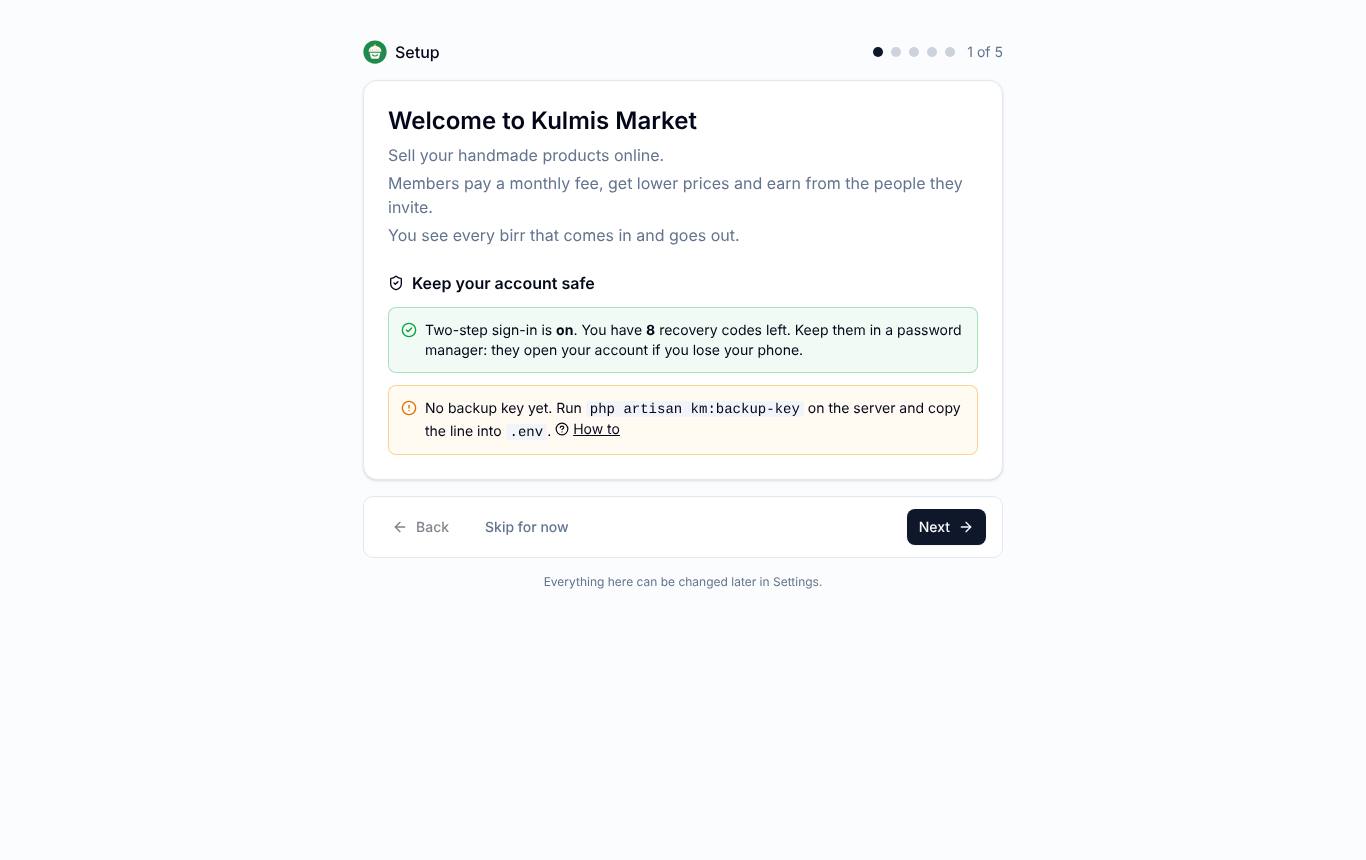 Setup
1 of 5
Welcome to Kulmis Market
Sell your handmade products online.
Members pay a monthly fee, get lower prices and earn from the people they
invite.
You see every birr that comes in and goes out.
Keep your account safe
Two-step sign-in is on. You have 8 recovery codes left. Keep them in a password
manager: they open your account if you lose your phone.
No backup key yet. Run php artisan km:backup-key on the server and copy
the line into .env. How to
Back
Skip for now
Next
Everything here can be changed later in Settings.